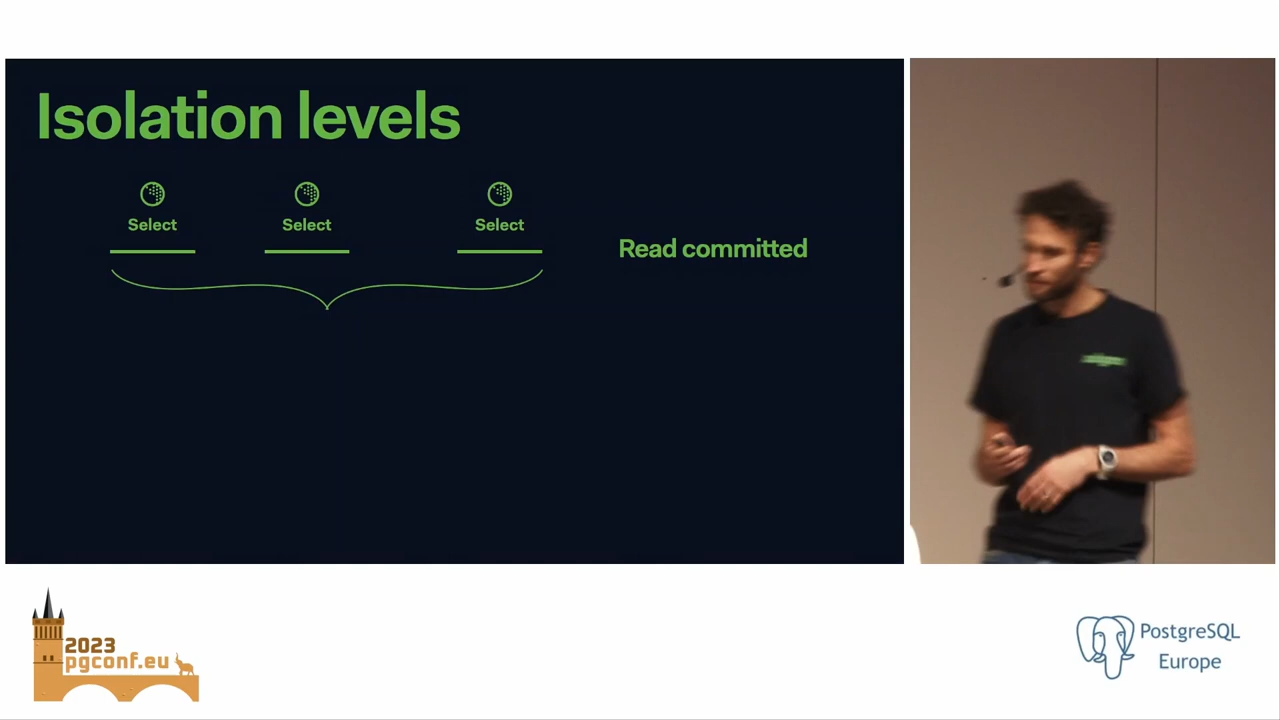 Isolation levels
Select Select Select
Read committed
2023
pgconf.eu
PostgreSQL
Europe